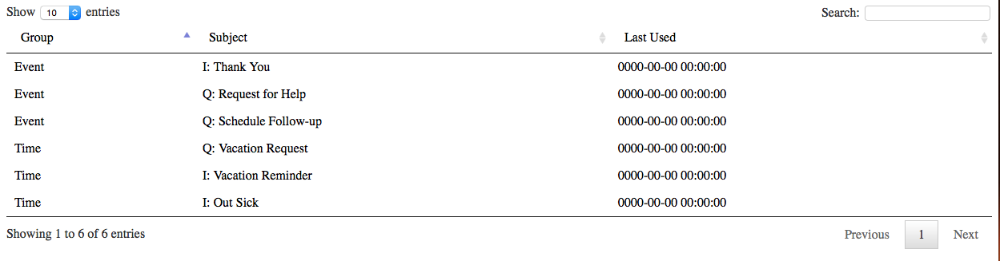 Show 10 entries Search:
Group Subject Last Used
Event I: Thank You 0000-00-00 00:00:00
Event Q: Request for Help 0000-00-00 00:00:00
Event Q: Schedule Follow-up 0000-00-00 00:00:00
Time Q: Vacation Request 0000-00-00 00:00:00
Time I: Vacation Reminder 0000-00-00 00:00:00
Time I: Out Sick 0000-00-00 00:00:00
Showing 1 to 6 of 6 entries Previous 1 Next